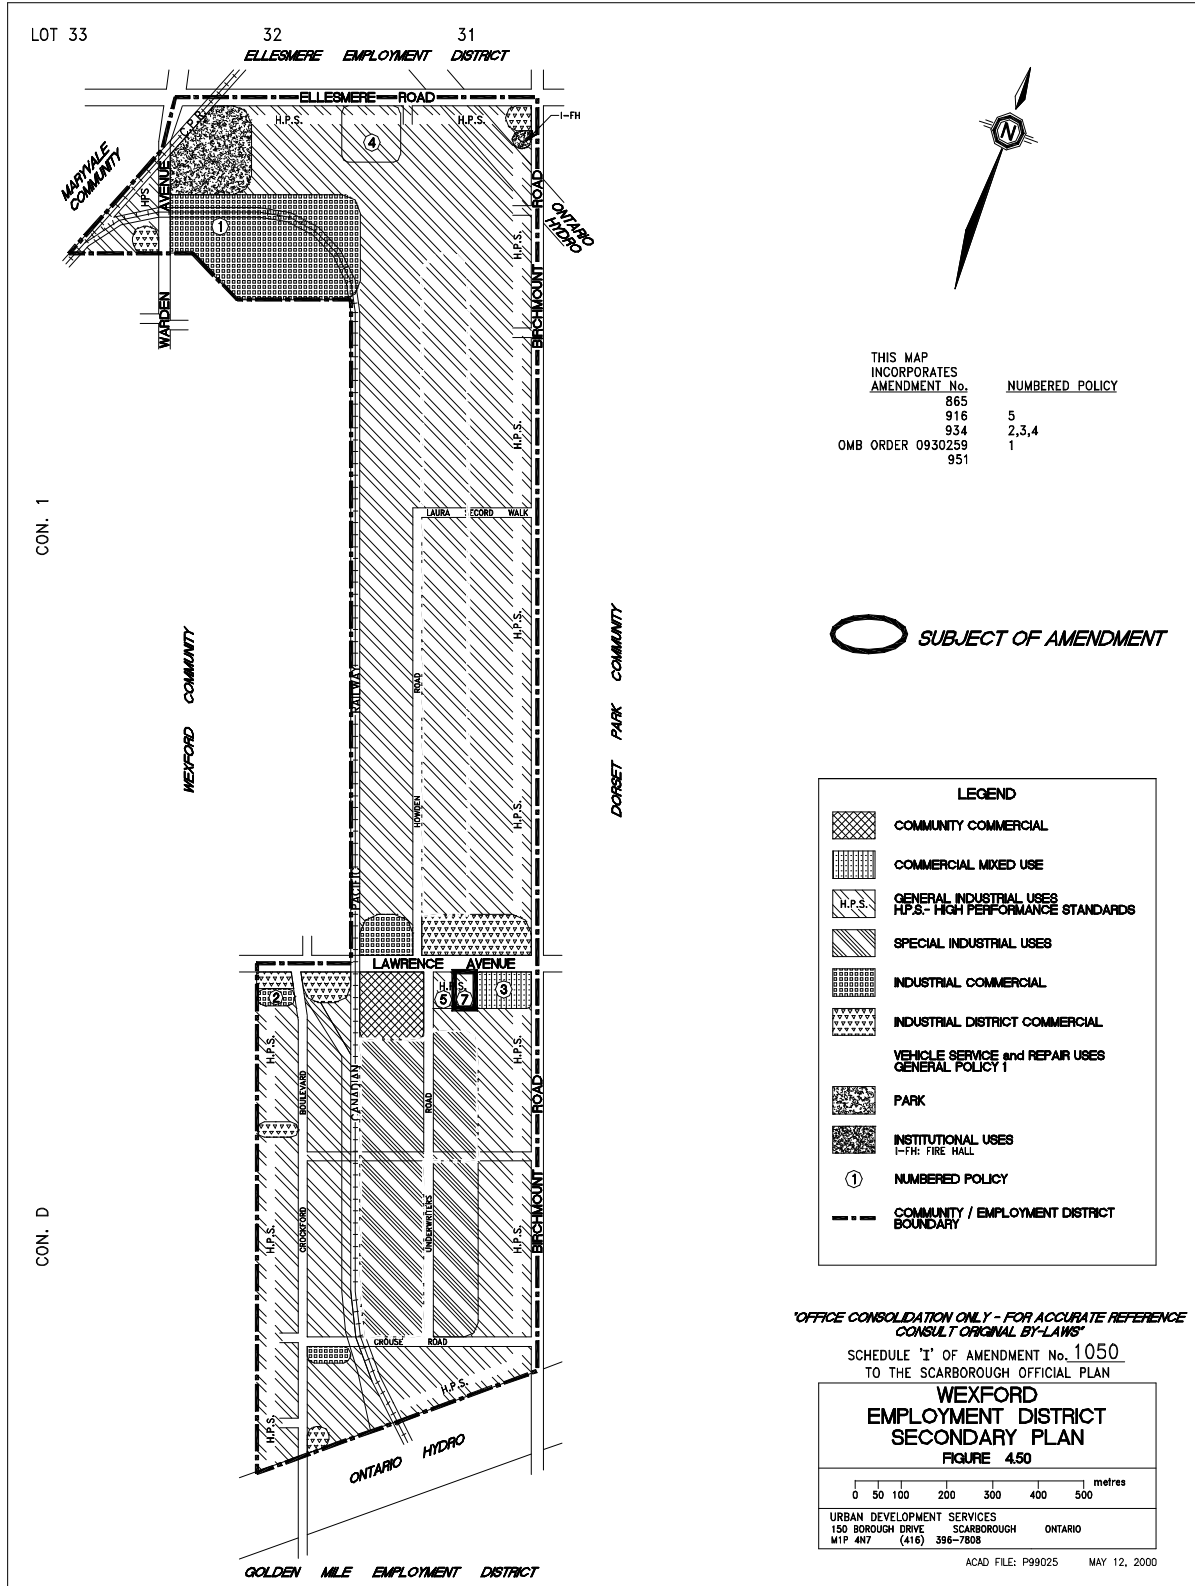 LOT 33
32
31
ELLESMERE EMPLOYMENT DISTRICT
ELLESMERE ROAD
C.P.R.
H.P.S.
H.P.S.
I-FH
4
N
MARYVALE
COMMUNITY
AVENUE
HPS
1
ROAD
ONTARIO
HYDRO
H.P.S.
WARDEN
BIRCHMOUNT
THIS MAP
INCORPORATES
AMENDMENT No. NUMBERED POLICY
865
916 5
934 2,3,4
OMB ORDER 0930259 1
951
H.P.S.
CON. 1
LAURA SECORD WALK
H.P.S.
WEXFORD COMMUNITY
DORSET PARK COMMUNITY
SUBJECT OF AMENDMENT
RAILWAY
ROAD
HOWDEN
H.P.S.
PACIFIC
LEGEND
COMMUNITY COMMERCIAL
COMMERCIAL MIXED USE
H.P.S.
GENERAL INDUSTRIAL USES
H.P.S.- HIGH PERFORMANCE STANDARDS
SPECIAL INDUSTRIAL USES
INDUSTRIAL COMMERCIAL
INDUSTRIAL DISTRICT COMMERCIAL
VEHICLE SERVICE and REPAIR USES
GENERAL POLICY 1
PARK
INSTITUTIONAL USES
I-FH: FIRE HALL
1 NUMBERED POLICY
COMMUNITY / EMPLOYMENT DISTRICT
BOUNDARY
LAWRENCE AVENUE
2
H.P.S.
5
7
3
H.P.S.
H.P.S.
BOULEVARD
CANADIAN
ROAD
ROAD
CON. D
H.P.S.
CROCKFORD
UNDERWRITERS
H.P.S.
BIRCHMOUNT
CROUSE ROAD
H.P.S.
H.P.S.
ONTARIO HYDRO
GOLDEN MILE EMPLOYMENT DISTRICT
"OFFICE CONSOLIDATION ONLY - FOR ACCURATE REFERENCE
CONSULT ORIGINAL BY-LAWS"
SCHEDULE 'I' OF AMENDMENT No. 1050
TO THE SCARBOROUGH OFFICIAL PLAN
WEXFORD
EMPLOYMENT DISTRICT
SECONDARY PLAN
FIGURE 4.50
metres
0 50 100 200 300 400 500
URBAN DEVELOPMENT SERVICES
150 BOROUGH DRIVE SCARBOROUGH ONTARIO
M1P 4N7 (416) 396-7808
ACAD FILE: P99025 MAY 12, 2000